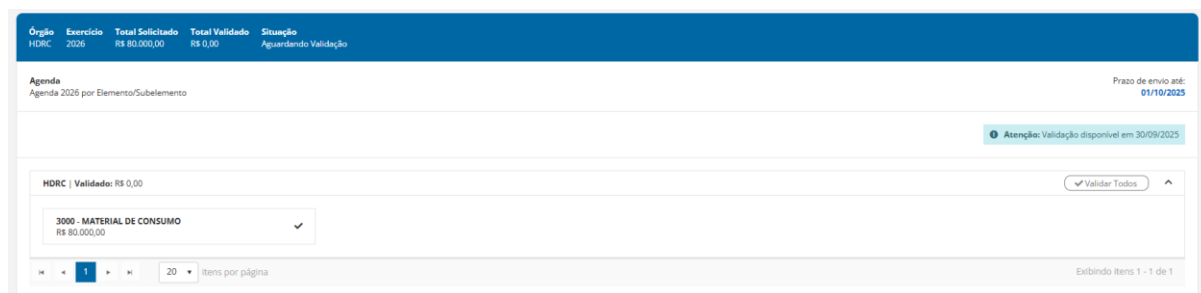 Órgão Exercício Total Solicitado Total Validado Situação
HDRC 2026 R$ 80.000,00 R$ 0,00 Aguardando Validação
Agenda
Agenda 2026 por Elemento/Subelemento
Prazo de envio até:
01/10/2025
Atenção: Validação disponível em 30/09/2025
HDRC | Validado: R$ 0,00 Validar Todos
3000 - MATERIAL DE CONSUMO
R$ 80.000,00
1 20 itens por página Exibindo itens 1 - 1 de 1